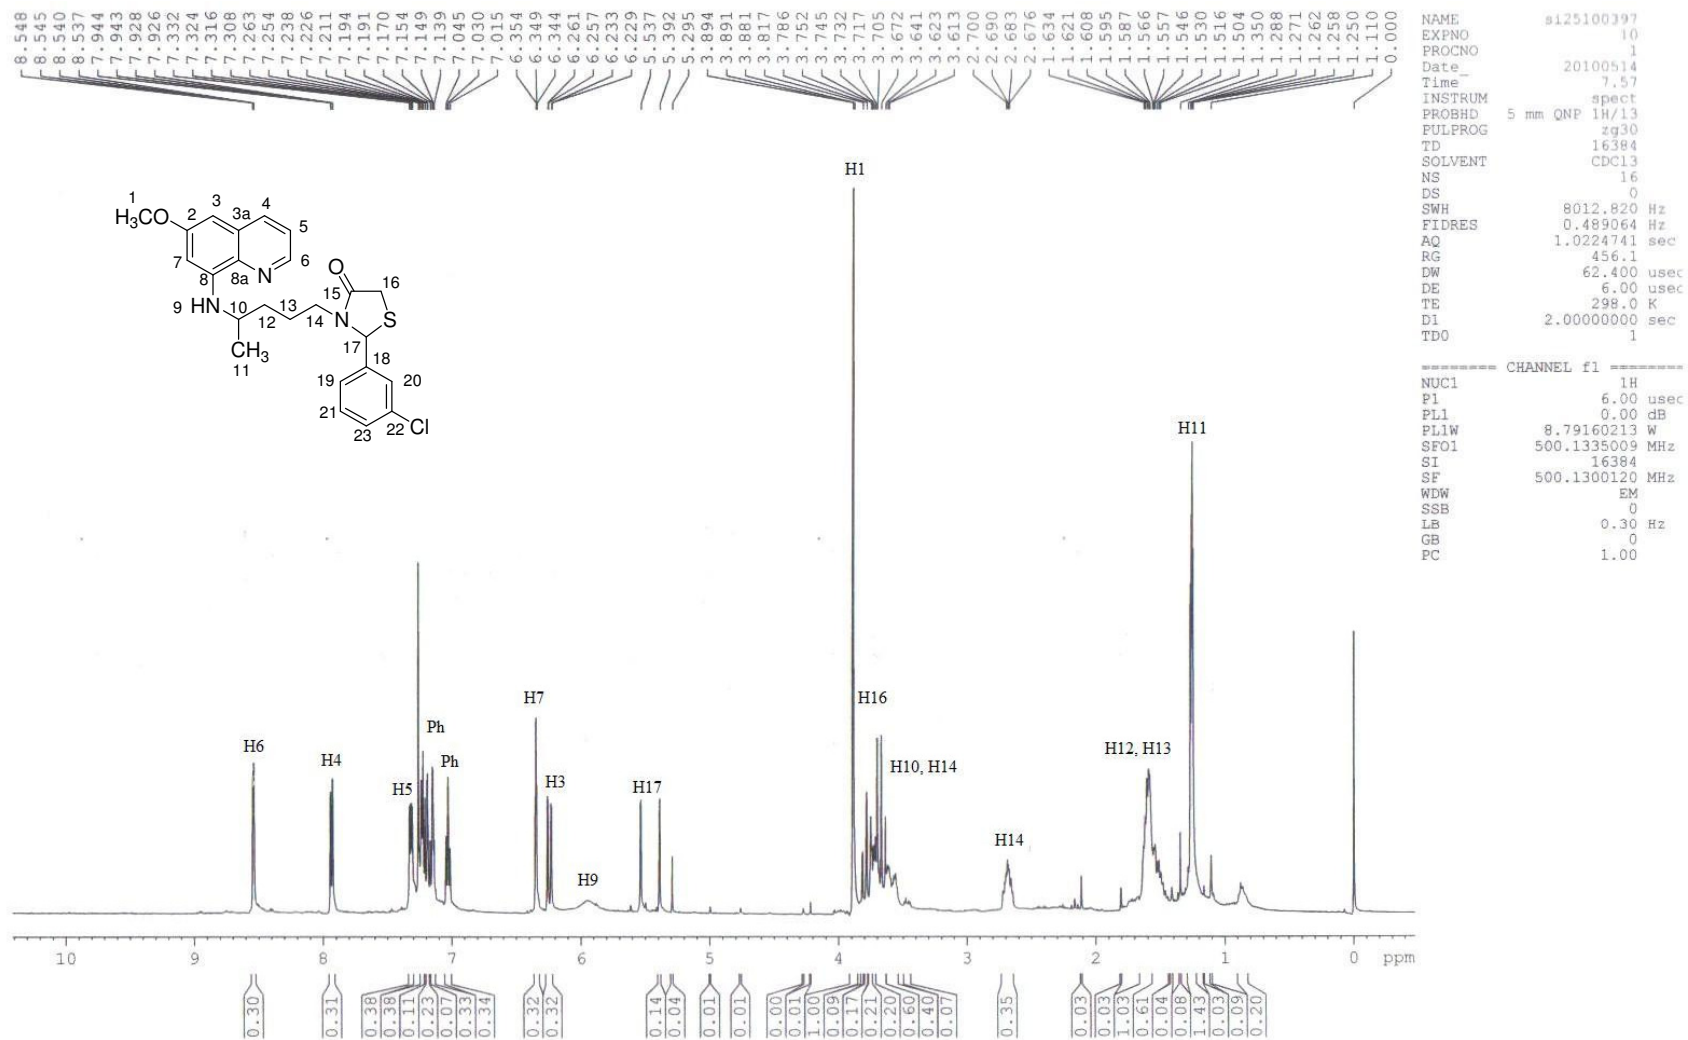 8.548
8.545
8.540
8.537
7.944
7.943
7.928
7.926
7.332
7.324
7.316
7.308
7.263
7.254
7.238
7.226
7.211
7.194
7.191
7.170
7.154
7.149
7.139
7.045
7.030
7.015
6.354
6.349
6.344
6.261
6.257
6.233
6.229
5.537
5.392
5.295
3.894
3.891
3.881
3.817
3.786
3.752
3.745
3.732
3.717
3.705
3.672
3.641
3.623
3.613
2.700
2.690
2.683
2.676
1.634
1.621
1.608
1.595
1.587
1.566
1.557
1.546
1.530
1.516
1.504
1.350
1.288
1.271
1.262
1.258
1.250
1.110
0.000
NAME si25100397
EXPNO 10
PROCNO 1
Date_ 20100514
Time 7.57
INSTRUM spect
PROBHD 5 mm QNP 1H/13
PULPROG zg30
TD 16384
SOLVENT CDCl3
NS 16
DS 0
SWH 8012.820 Hz
FIDRES 0.489064 Hz
AQ 1.0224741 sec
RG 456.1
DW 62.400 usec
DE 6.00 usec
TE 298.0 K
D1 2.00000000 sec
TD0 1
======== CHANNEL f1 ========
NUC1 1H
P1 6.00 usec
PL1 0.00 dB
PL1W 8.79160213 W
SFO1 500.1335009 MHz
SI 16384
SF 500.1300120 MHz
WDW EM
SSB 0
LB 0.30 Hz
GB 0
PC 1.00
1
H3CO
2
3
3a
4
5
6
7
8
8a
N
9
HN
10
12
13
14
CH3
11
O
15
16
N
S
17
18
19
20
21
22
Cl
23
H1
H11
H16
H7
Ph
H6
H4
Ph
H5
H3
H17
H10, H14
H12, H13
H14
H9
10 9 8 7 6 5 4 3 2 1 0 ppm
0.30
0.31
0.38
0.38
0.11
0.23
0.07
0.33
0.34
0.32
0.32
0.14
0.04
0.01
0.01
0.00
0.01
1.00
0.09
0.17
0.21
0.20
0.60
0.40
0.07
0.35
0.03
0.03
1.03
0.61
0.04
0.08
1.43
0.03
0.09
0.20